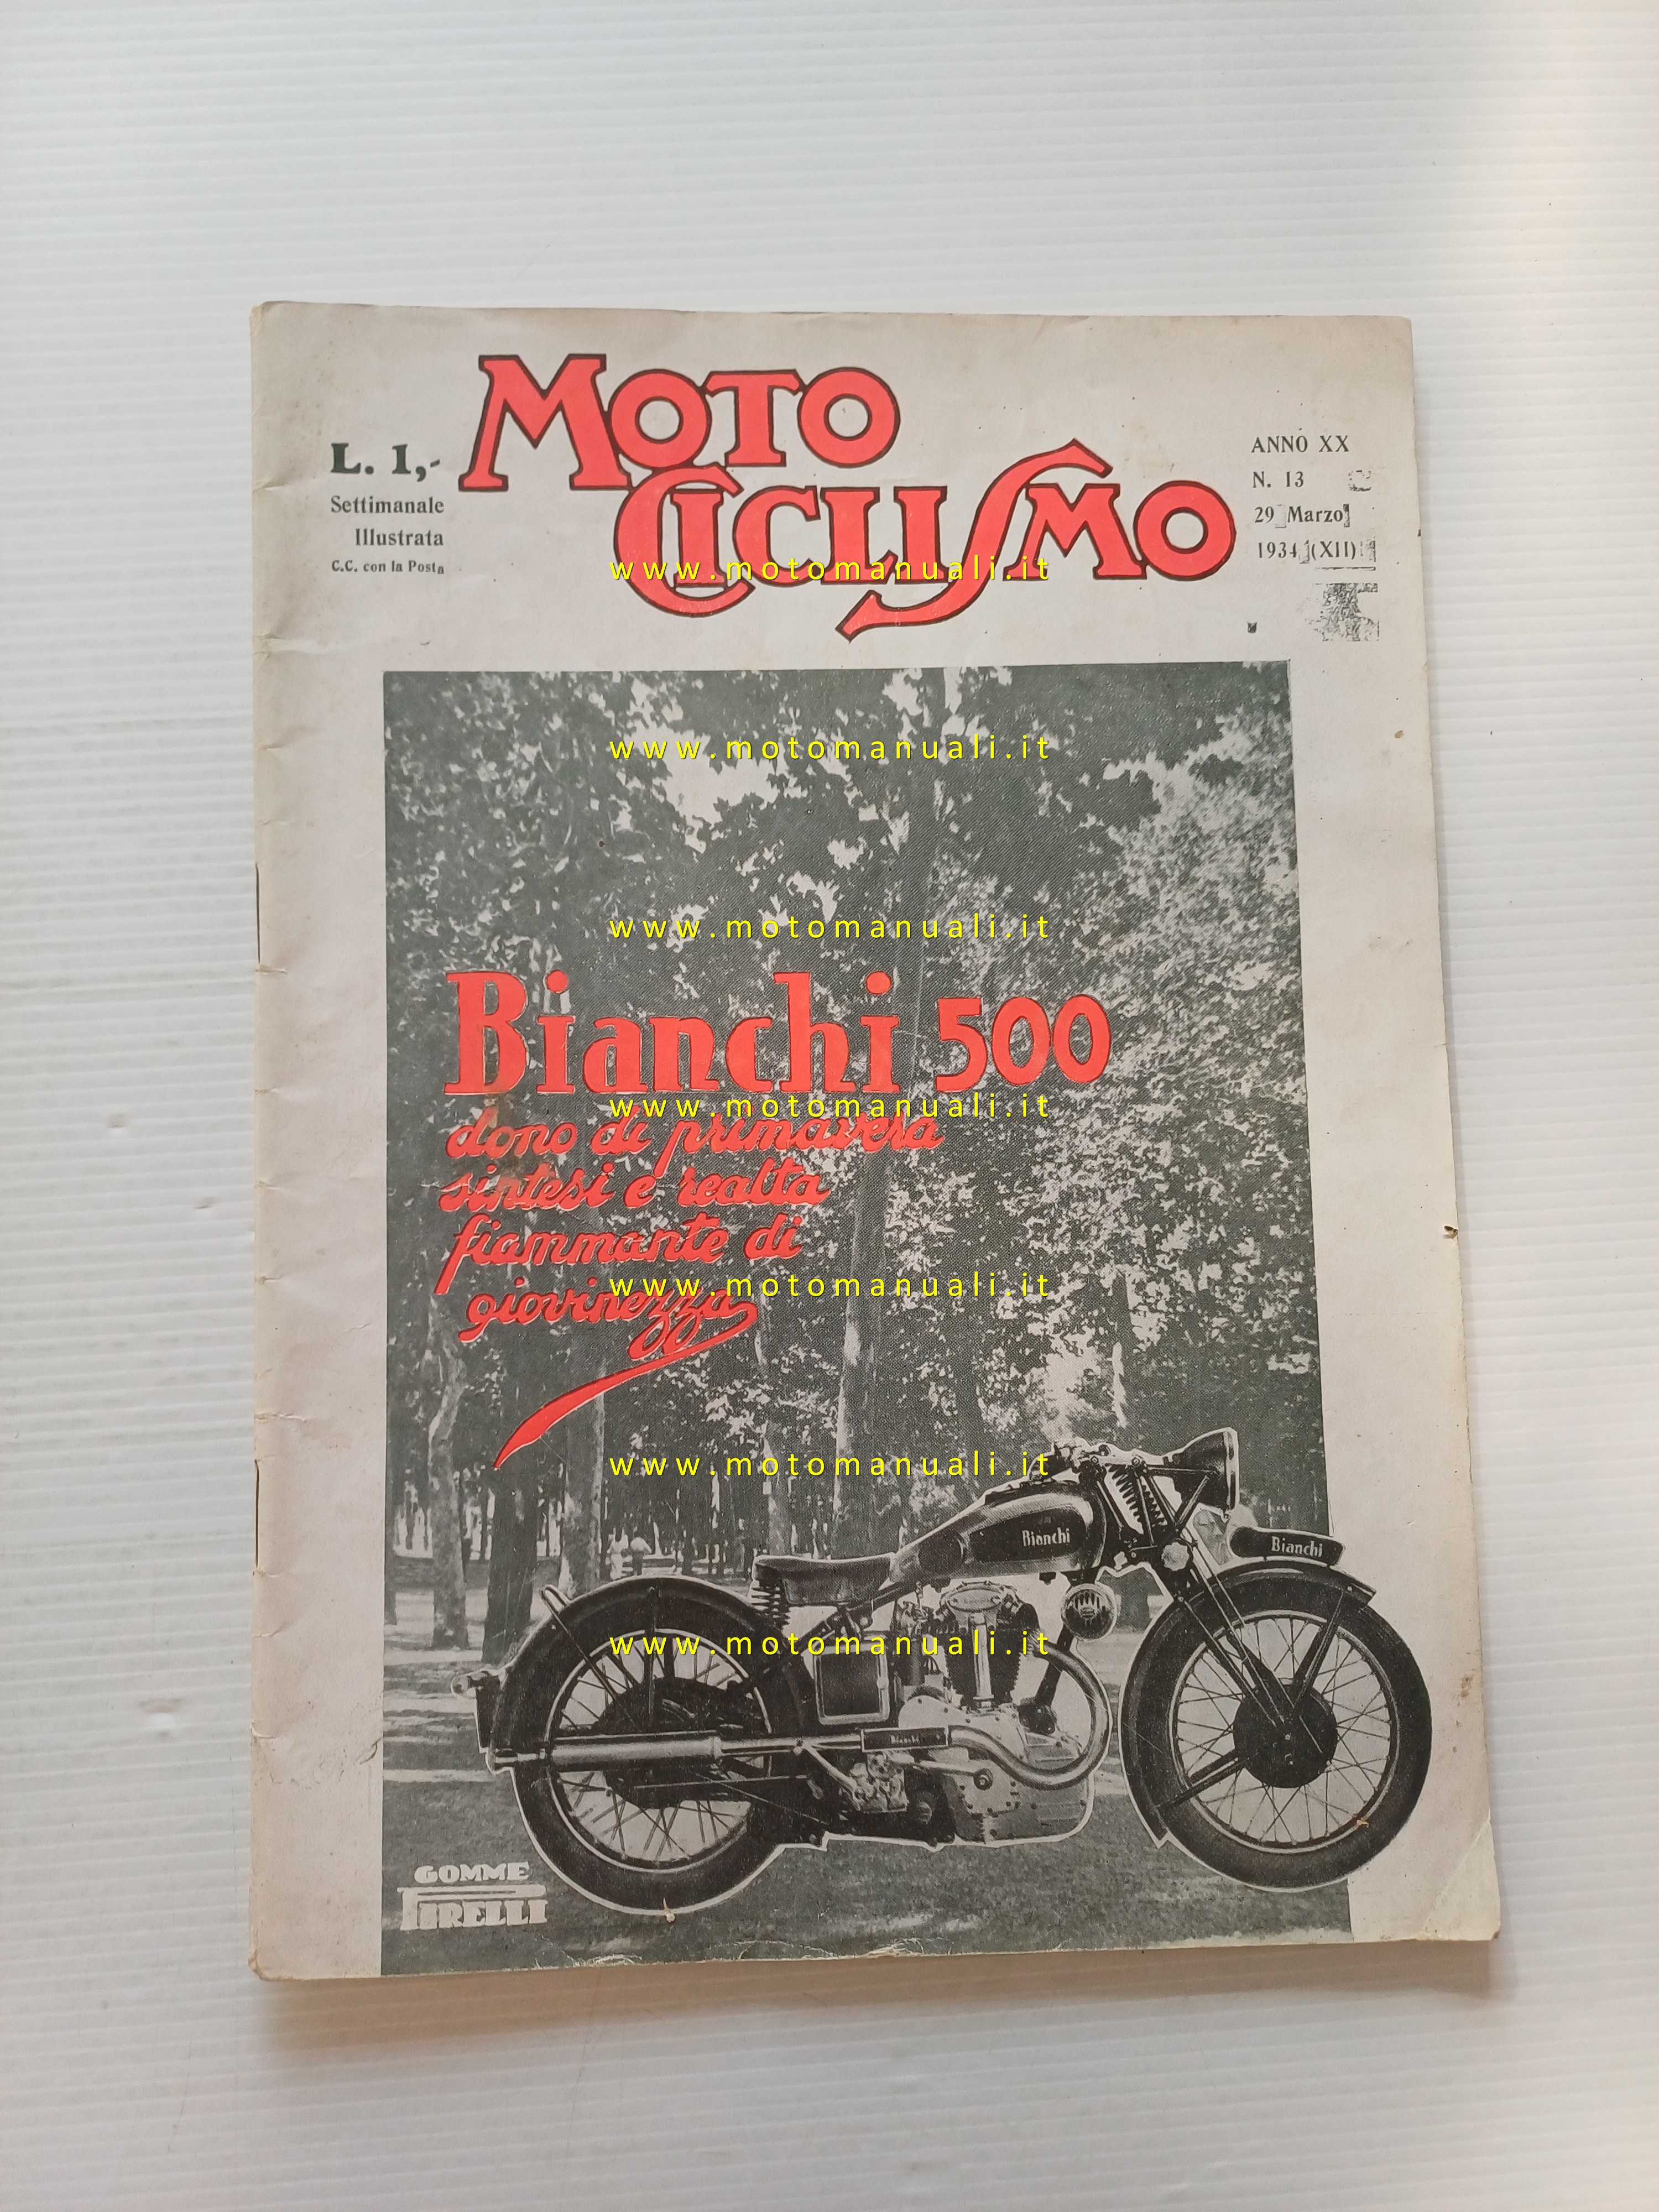 MOTO
CICLISMO
L. 1,-
Settimanale
Illustrata
C.C. con la Posta
ANNO XX
N. 13
29 Marzo
1934 (XII)
www.motomanuali.it
www.motomanuali.it
www.motomanuali.it
Bianchi 500
www.motomanuali.it
dono di primavera
sintesi e realta
fiammante di
www.motomanuali.it
giovinezza
www.motomanuali.it
Bianchi
Bianchi
www.motomanuali.it
Bianchi
GOMME
PIRELLI